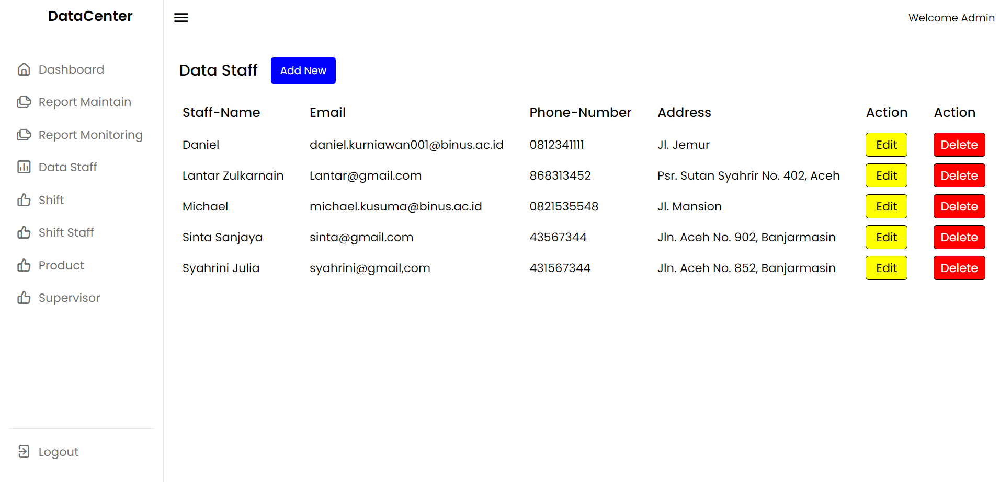 DataCenter
Welcome Admin
Dashboard
Report Maintain
Report Monitoring
Data Staff
Shift
Shift Staff
Product
Supervisor
Logout
Data Staff Add New
Staff-Name Email Phone-Number Address Action Action
Daniel daniel.kurniawan001@binus.ac.id 0812341111 Jl. Jemur Edit Delete
Lantar Zulkarnain Lantar@gmail.com 868313452 Psr. Sutan Syahrir No. 402, Aceh Edit Delete
Michael michael.kusuma@binus.ac.id 0821535548 Jl. Mansion Edit Delete
Sinta Sanjaya sinta@gmail.com 43567344 Jln. Aceh No. 902, Banjarmasin Edit Delete
Syahrini Julia syahrini@gmail,com 431567344 Jln. Aceh No. 852, Banjarmasin Edit Delete